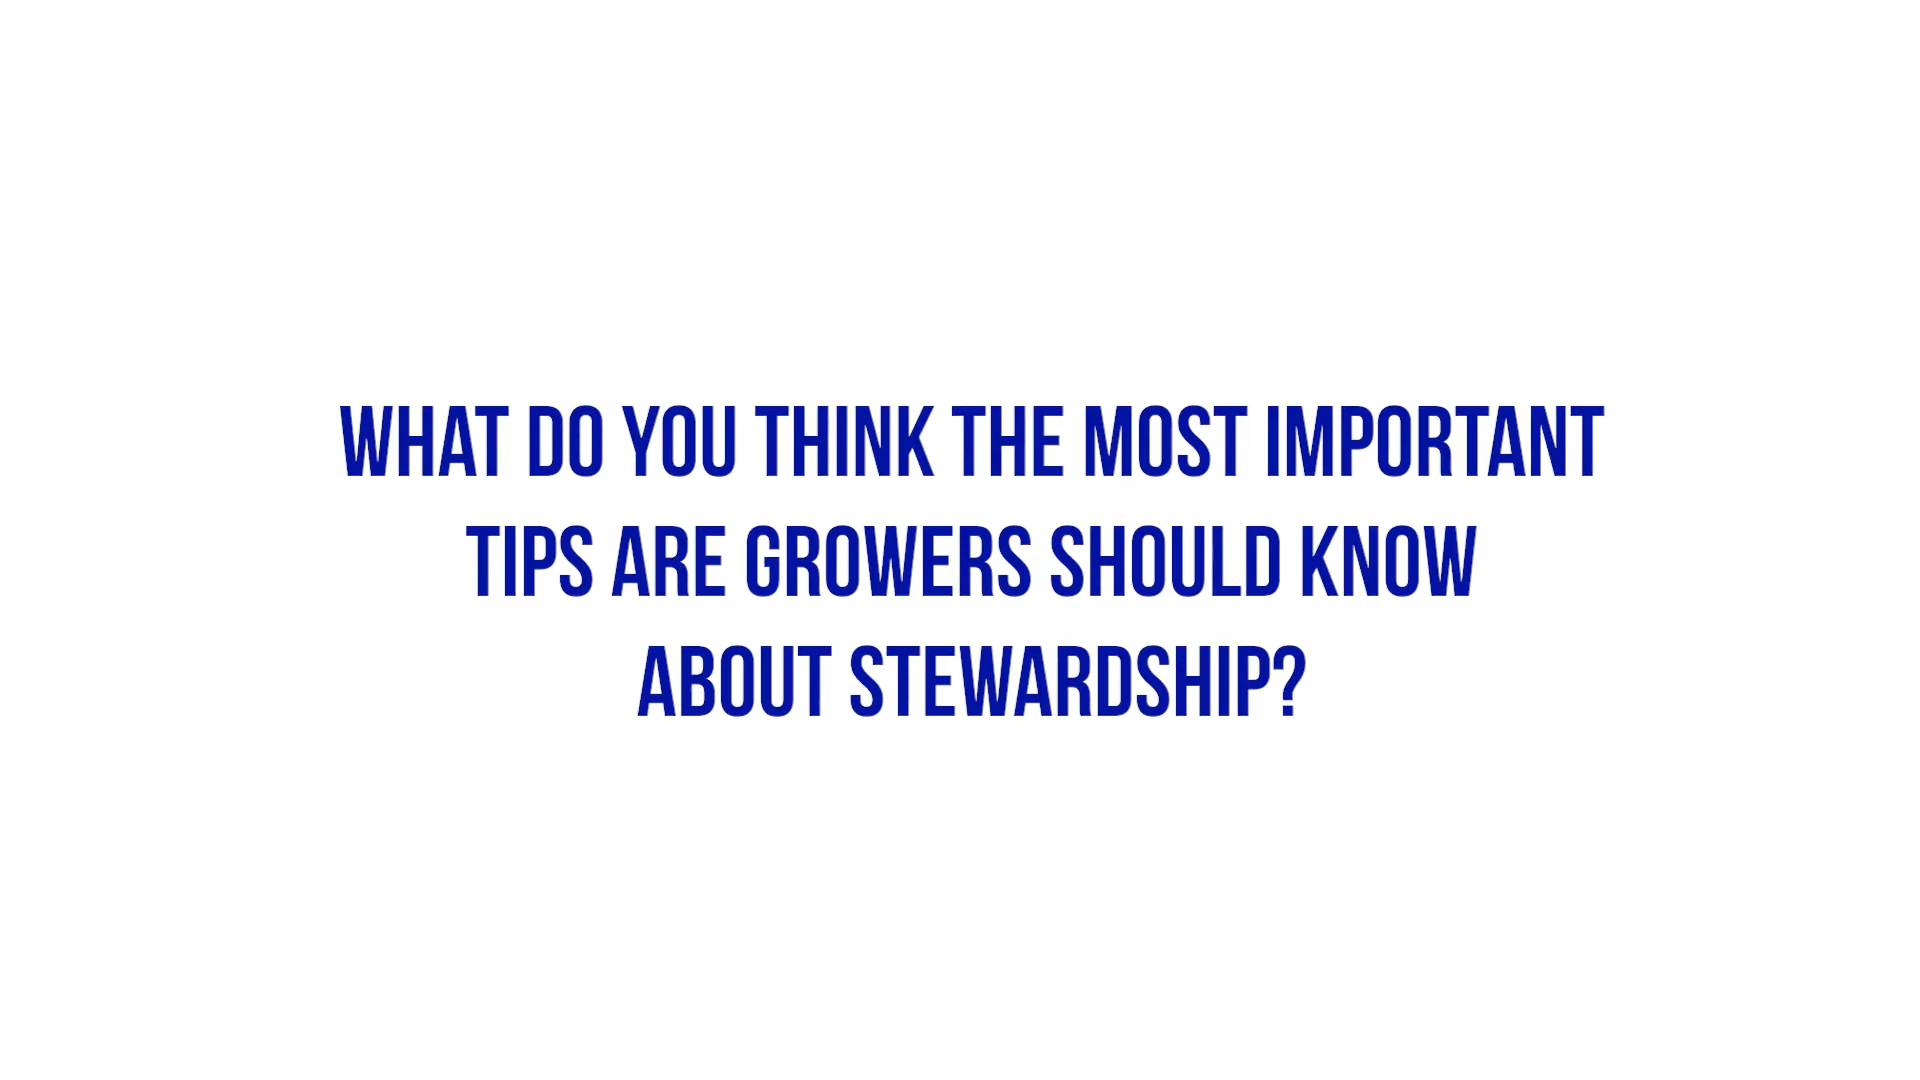 WHAT DO YOU THINK THE MOST IMPORTANT
TIPS ARE GROWERS SHOULD KNOW
ABOUT STEWARDSHIP?